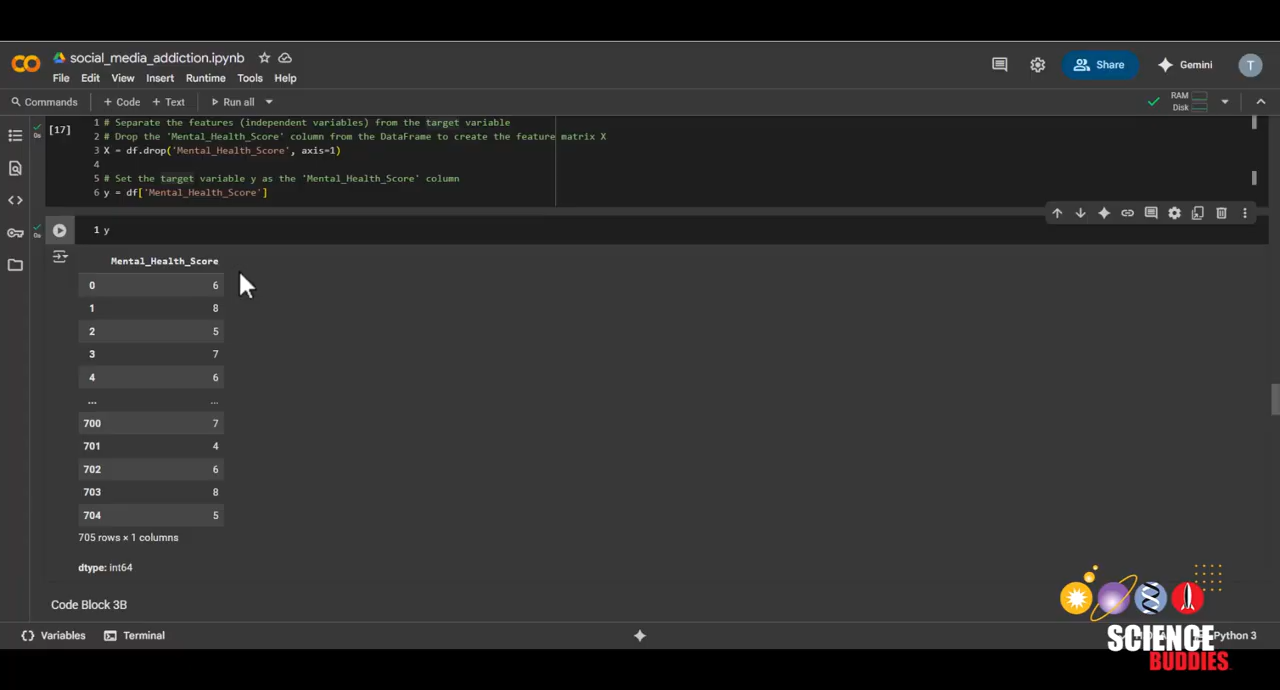 social_media_addiction.ipynb
File Edit View Insert Runtime Tools Help
Share
Gemini
T
Commands + Code + Text Run all
RAM
Disk
[17]
0s
1 # Separate the features (independent variables) from the target variable
2 # Drop the 'Mental_Health_Score' column from the DataFrame to create the feature matrix X
3 X = df.drop('Mental_Health_Score', axis=1)
4
5 # Set the target variable y as the 'Mental_Health_Score' column
6 y = df['Mental_Health_Score']
0s
1 y
Mental_Health_Score
0 6
1 8
2 5
3 7
4 6
... ...
700 7
701 4
702 6
703 8
704 5
705 rows × 1 columns
dtype: int64
Code Block 3B
Variables Terminal
Python 3
SCIENCE
BUDDIES